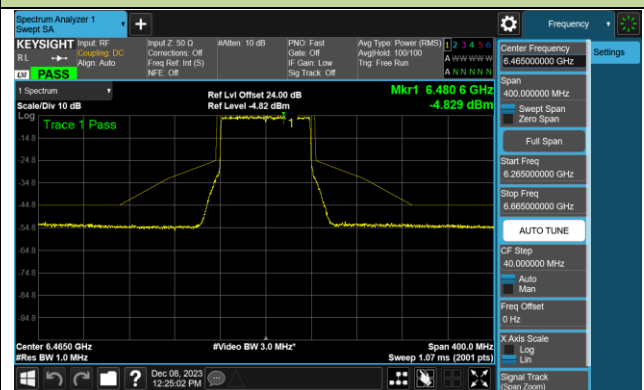 Spectrum Analyzer 1
Swept SA
+
Frequency
KEYSIGHT
RL
LXI
PASS
Input: RF
Coupling: DC
Align: Auto
Input Z: 50 Ω
Corrections: Off
Freq Ref: Int (S)
NFE: Off
#Atten: 10 dB
PNO: Fast
Gate: Off
IF Gain: Low
Sig Track: Off
Avg Type: Power (RMS)
Avg|Hold: 100/100
Trig: Free Run
1 2 3 4 5 6
A W W W W W
A N N N N N
1 Spectrum
Scale/Div 10 dB
Ref Lvl Offset 24.00 dB
Ref Level -4.82 dBm
Mkr1 6.480 6 GHz
-4.829 dBm
Log
Trace 1 Pass
1
-14.8
-24.8
-34.8
-44.8
-54.8
-64.8
-74.8
-84.8
-94.8
Center 6.4650 GHz
#Res BW 1.0 MHz
#Video BW 3.0 MHz*
Span 400.0 MHz
Sweep 1.07 ms (2001 pts)
Center Frequency
6.465000000 GHz
Span
400.000000 MHz
Swept Span
Zero Span
Full Span
Start Freq
6.265000000 GHz
Stop Freq
6.665000000 GHz
AUTO TUNE
CF Step
40.000000 MHz
Auto
Man
Freq Offset
0 Hz
X Axis Scale
Log
Lin
Signal Track
(Span Zoom)
Settings
?
Dec 08, 2023
12:25:02 PM